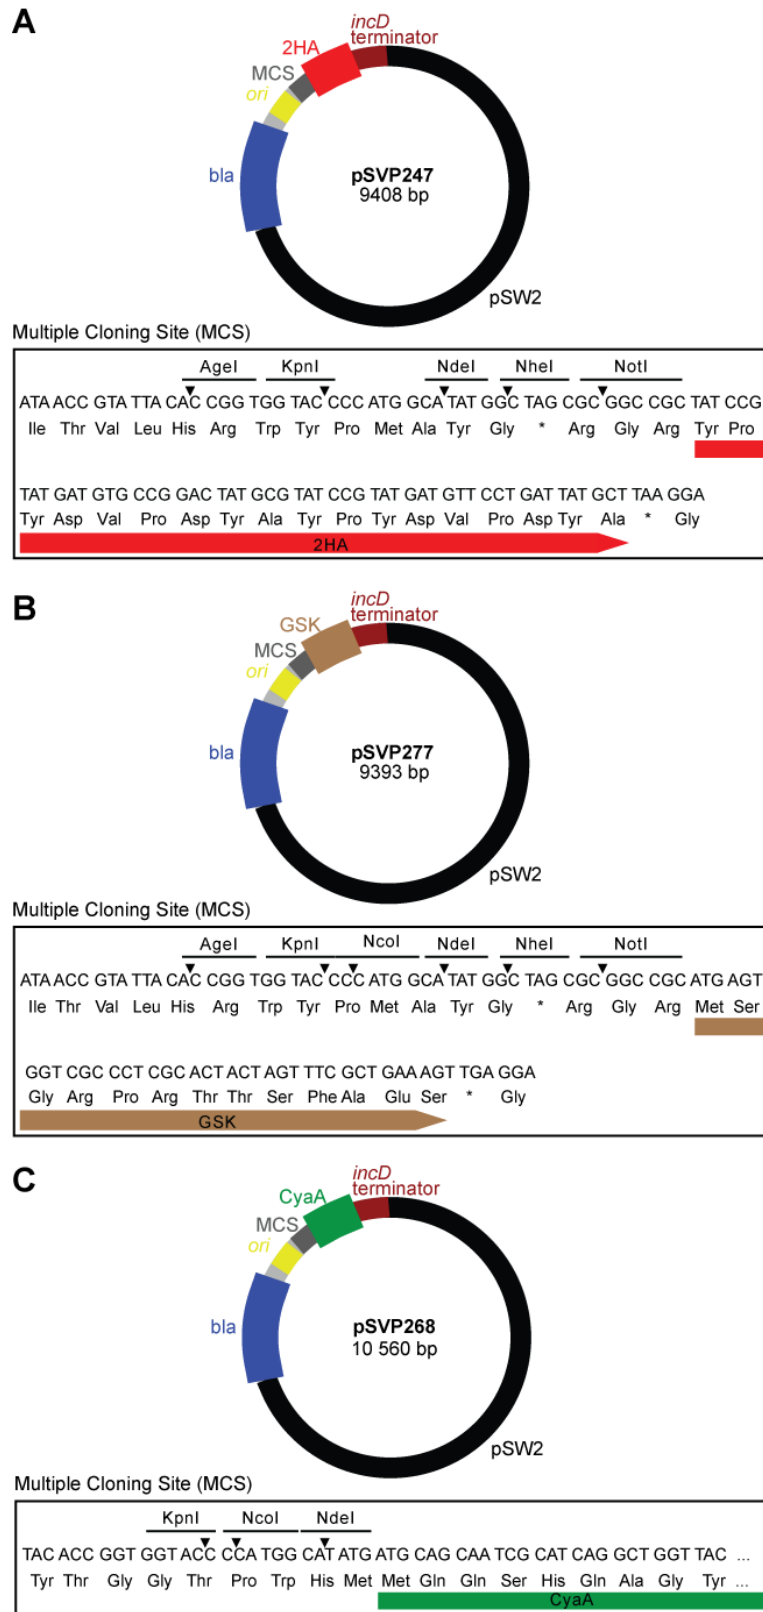 A
incD
terminator
2HA
MCS
ori
bla
pSVP247
9408 bp
pSW2
Multiple Cloning Site (MCS)
AgeI KpnI NdeI NheI NotI
ATA ACC GTA TTA CAC CGG TGG TAC CCC ATG GCA TAT GGC TAG CGC GGC CGC TAT CCG
Ile Thr Val Leu His Arg Trp Tyr Pro Met Ala Tyr Gly * Arg Gly Arg Tyr Pro
TAT GAT GTG CCG GAC TAT GCG TAT CCG TAT GAT GTT CCT GAT TAT GCT TAA GGA
Tyr Asp Val Pro Asp Tyr Ala Tyr Pro Tyr Asp Val Pro Asp Tyr Ala * Gly
2HA
B
incD
terminator
GSK
MCS
ori
bla
pSVP277
9393 bp
pSW2
Multiple Cloning Site (MCS)
AgeI KpnI NcoI NdeI NheI NotI
ATA ACC GTA TTA CAC CGG TGG TAC CCC ATG GCA TAT GGC TAG CGC GGC CGC ATG AGT
Ile Thr Val Leu His Arg Trp Tyr Pro Met Ala Tyr Gly * Arg Gly Arg Met Ser
GGT CGC CCT CGC ACT ACT AGT TTC GCT GAA AGT TGA GGA
Gly Arg Pro Arg Thr Thr Ser Phe Ala Glu Ser * Gly
GSK
C
incD
terminator
CyaA
MCS
ori
bla
pSVP268
10 560 bp
pSW2
Multiple Cloning Site (MCS)
KpnI NcoI NdeI
TAC ACC GGT GGT ACC CCA TGG CAT ATG ATG CAG CAA TCG CAT CAG GCT GGT TAC ...
Tyr Thr Gly Gly Thr Pro Trp His Met Met Gln Gln Ser His Gln Ala Gly Tyr ...
CyaA